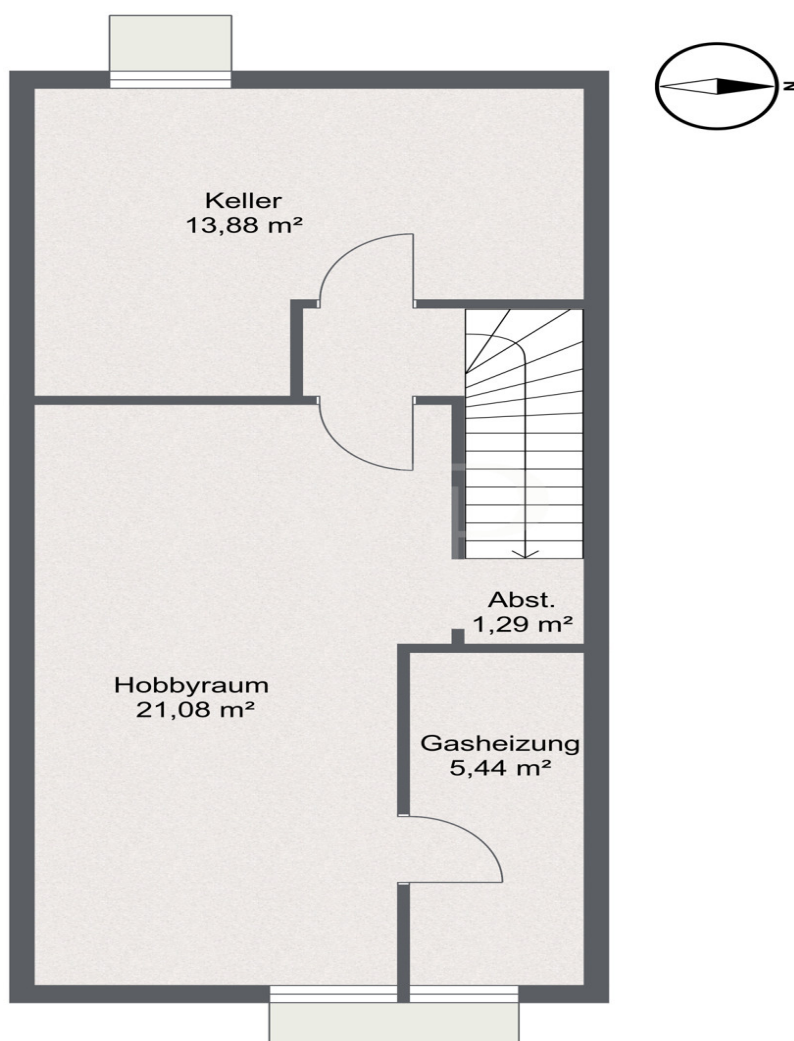 N
Keller
13,88 m²
Abst.
1,29 m²
Hobbyraum
21,08 m²
Gasheizung
5,44 m²